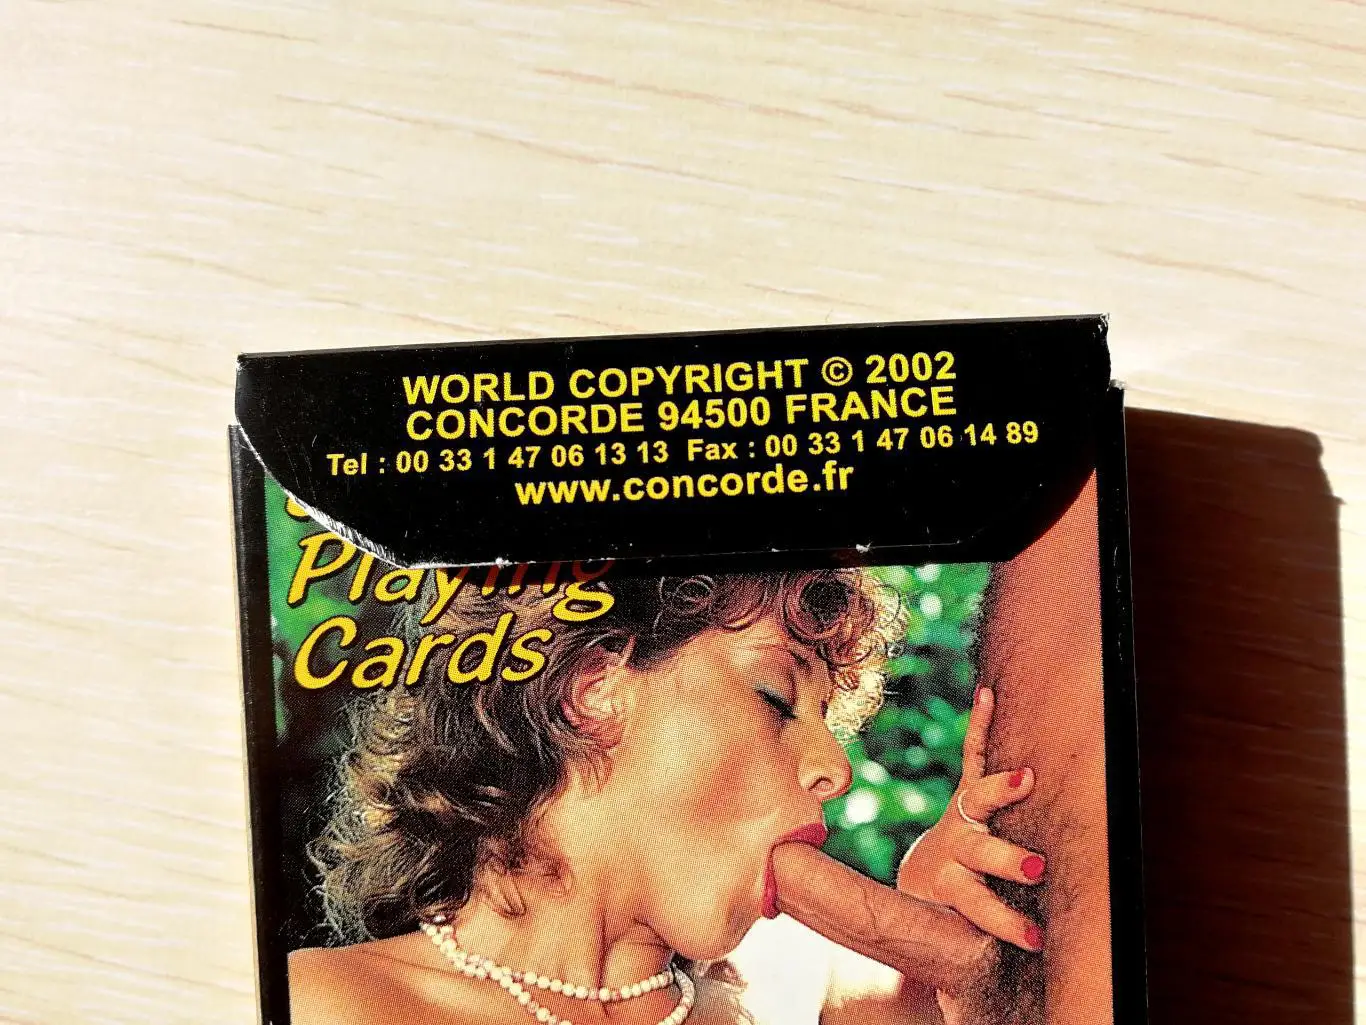 WORLD COPYRIGHT © 2002
CONCORDE 94500 FRANCE
Tel : 00 33 1 47 06 13 13 Fax : 00 33 1 47 06 14 89
www.concorde.fr
Playing
Cards